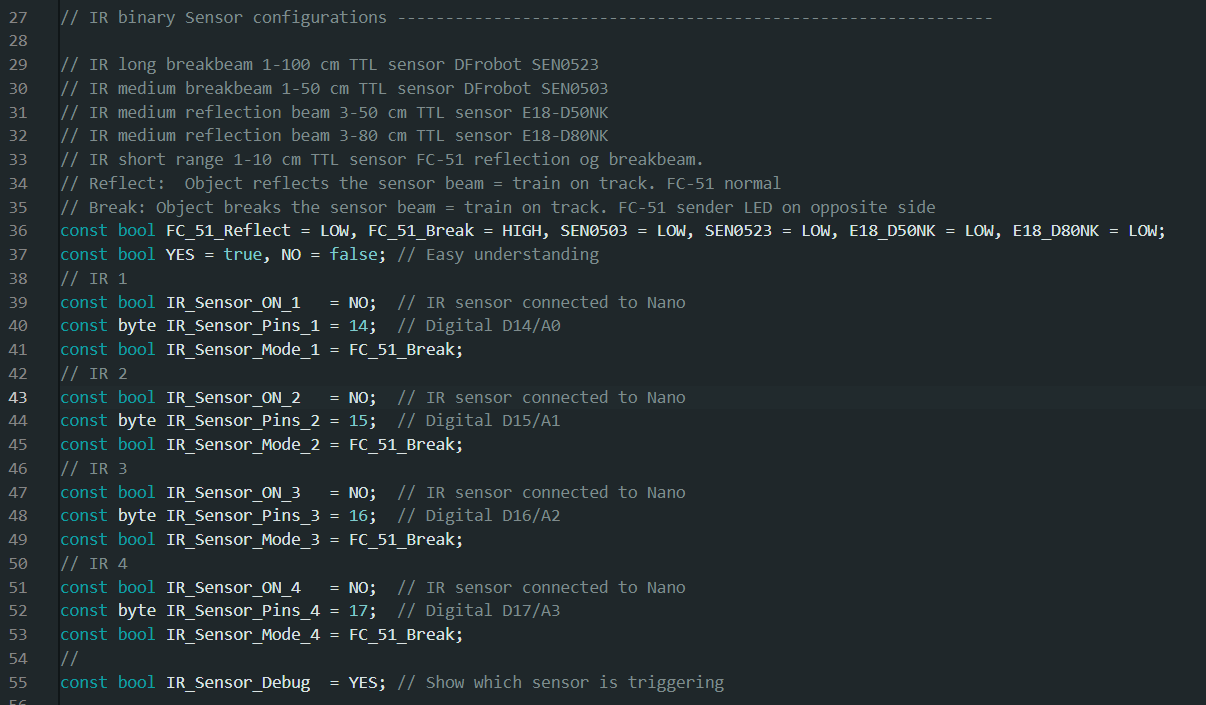 27 // IR binary Sensor configurations --------------------------------------------------------------
28
29 // IR long breakbeam 1-100 cm TTL sensor DFrobot SEN0523
30 // IR medium breakbeam 1-50 cm TTL sensor DFrobot SEN0503
31 // IR medium reflection beam 3-50 cm TTL sensor E18-D50NK
32 // IR medium reflection beam 3-80 cm TTL sensor E18-D80NK
33 // IR short range 1-10 cm TTL sensor FC-51 reflection og breakbeam.
34 // Reflect:  Object reflects the sensor beam = train on track. FC-51 normal
35 // Break: Object breaks the sensor beam = train on track. FC-51 sender LED on opposite side
36 const bool FC_51_Reflect = LOW, FC_51_Break = HIGH, SEN0503 = LOW, SEN0523 = LOW, E18_D50NK = LOW, E18_D80NK = LOW;
37 const bool YES = true, NO = false; // Easy understanding
38 // IR 1
39 const bool IR_Sensor_ON_1   = NO;  // IR sensor connected to Nano
40 const byte IR_Sensor_Pins_1 = 14;  // Digital D14/A0
41 const bool IR_Sensor_Mode_1 = FC_51_Break;
42 // IR 2
43 const bool IR_Sensor_ON_2   = NO;  // IR sensor connected to Nano
44 const byte IR_Sensor_Pins_2 = 15;  // Digital D15/A1
45 const bool IR_Sensor_Mode_2 = FC_51_Break;
46 // IR 3
47 const bool IR_Sensor_ON_3   = NO;  // IR sensor connected to Nano
48 const byte IR_Sensor_Pins_3 = 16;  // Digital D16/A2
49 const bool IR_Sensor_Mode_3 = FC_51_Break;
50 // IR 4
51 const bool IR_Sensor_ON_4   = NO;  // IR sensor connected to Nano
52 const byte IR_Sensor_Pins_4 = 17;  // Digital D17/A3
53 const bool IR_Sensor_Mode_4 = FC_51_Break;
54 //
55 const bool IR_Sensor_Debug  = YES; // Show which sensor is triggering